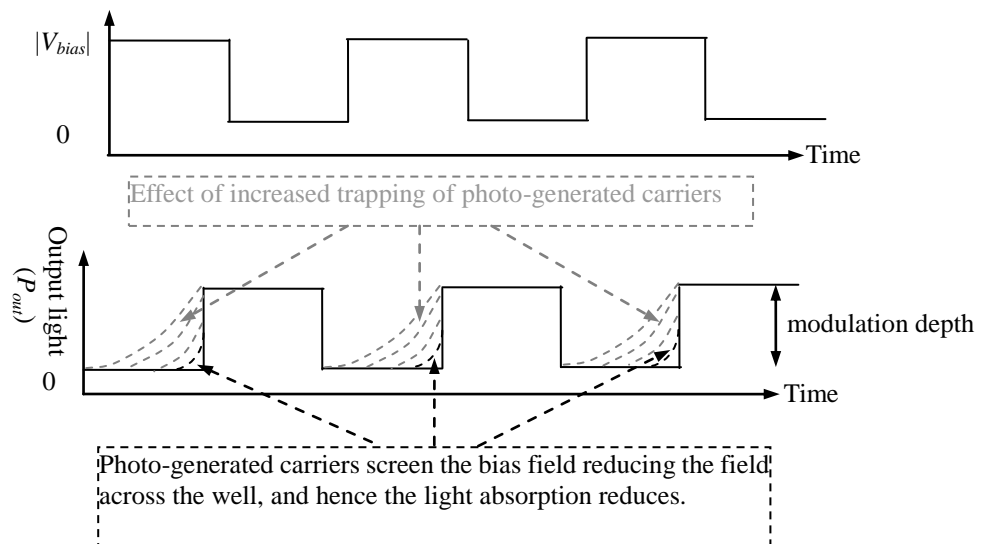 |V_bias|
0
Time
Effect of increased trapping of photo-generated carriers
Output light
(P_out)
0
modulation depth
Time
Photo-generated carriers screen the bias field reducing the field
across the well, and hence the light absorption reduces.